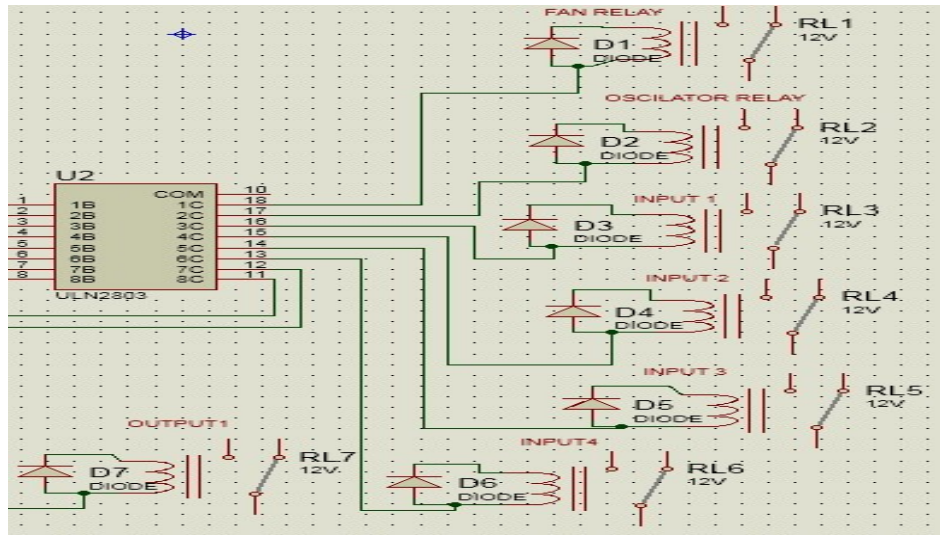 FAN RELAY
RL1
12V
D1
DIODE
OSCILATOR RELAY
RL2
12V
D2
DIODE
INPUT 1
RL3
12V
D3
DIODE
U2
COM 10
1 1B 1C 18
2 2B 2C 17
3 3B 3C 16
4 4B 4C 15
5 5B 5C 14
6 6B 6C 13
7 7B 7C 12
8 8B 8C 11
ULN2803
INPUT 2
RL4
12V
D4
DIODE
INPUT 3
RL5
12V
D5
DIODE
OUTPUT1
RL7
12V
D7
DIODE
INPUT4
RL6
12V
D6
DIODE